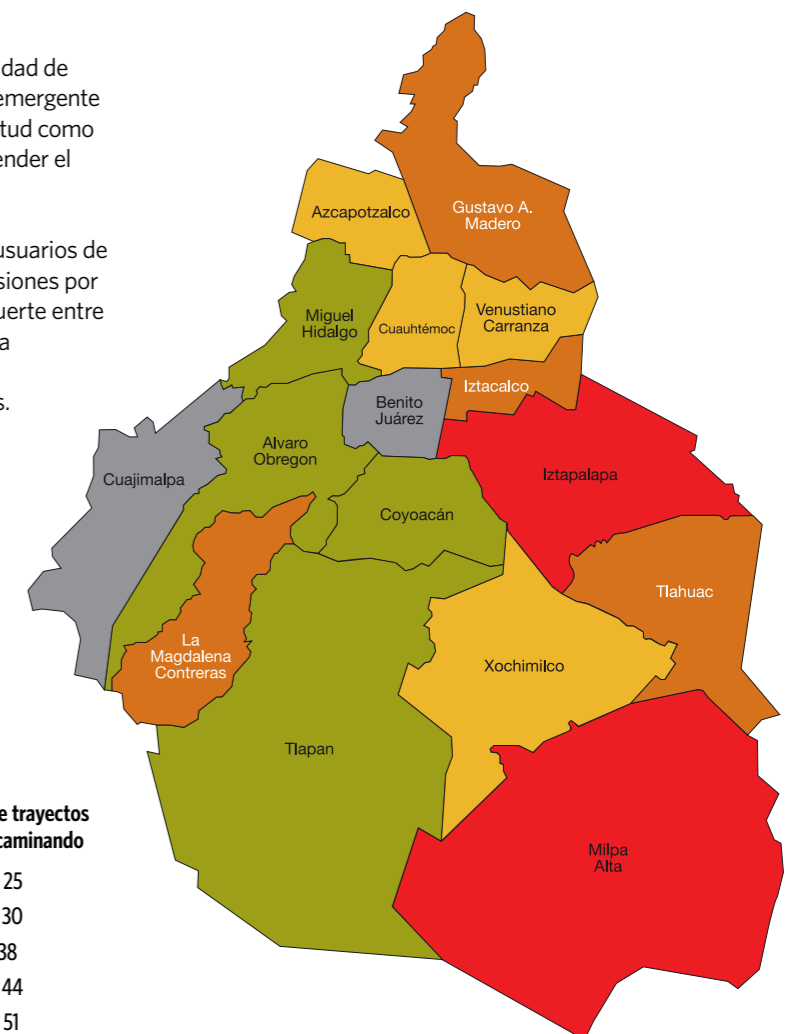 idad de
emergente
tud como
ender el
usuarios de
siones por
uerte entre
a
s.
Azcapotzalco
Gustavo A.
Madero
Miguel
Hidalgo
Cuauhtémoc
Venustiano
Carranza
Iztacalco
Benito
Juárez
Cuajimalpa
Alvaro
Obregon
Iztapalapa
Coyoacán
Tlahuac
La
Magdalena
Contreras
Xochimilco
Tlapan
Milpa
Alta
e trayectos
caminando
25
30
38
44
51